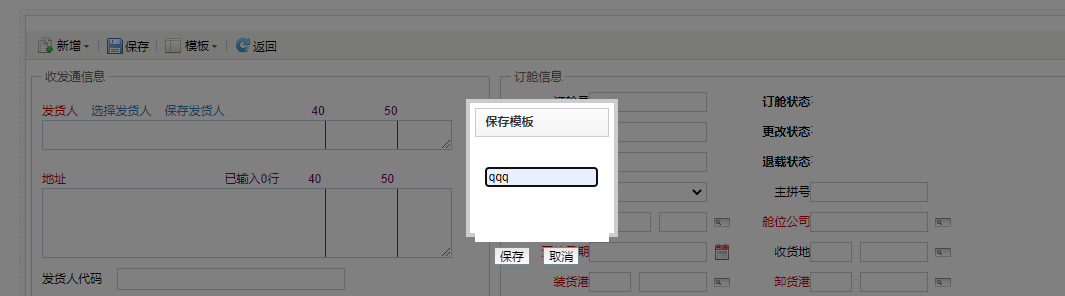 新增 保存 模板 返回
收发通信息
发货人 选择发货人 保存发货人 40 50
地址 已输入0行 40 50
发货人代码
订舱信息
订舱状态:
更改状态:
退载状态:
主拼号
舱位公司
收货地
装货港 卸货港
保存模板
qqq
保存 取消